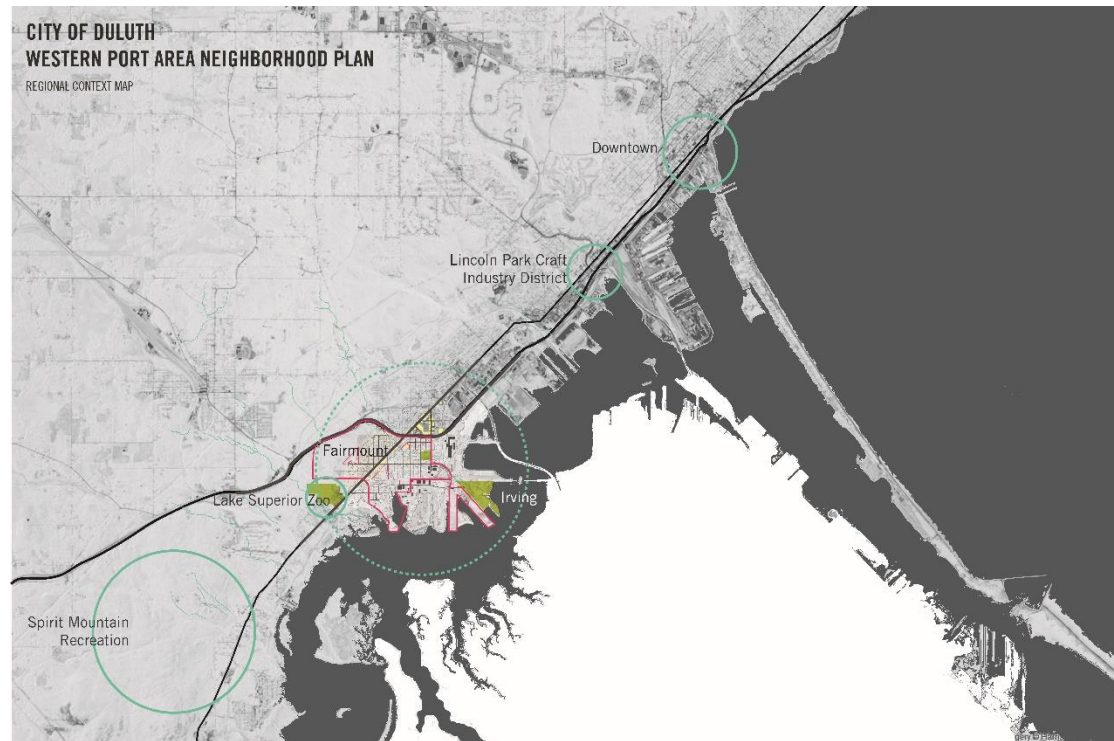 CITY OF DULUTH
WESTERN PORT AREA NEIGHBORHOOD PLAN
REGIONAL CONTEXT MAP
Downtown
Lincoln Park Craft
Industry District
Fairmount
Lake Superior Zoo
Irving
Spirit Mountain
Recreation